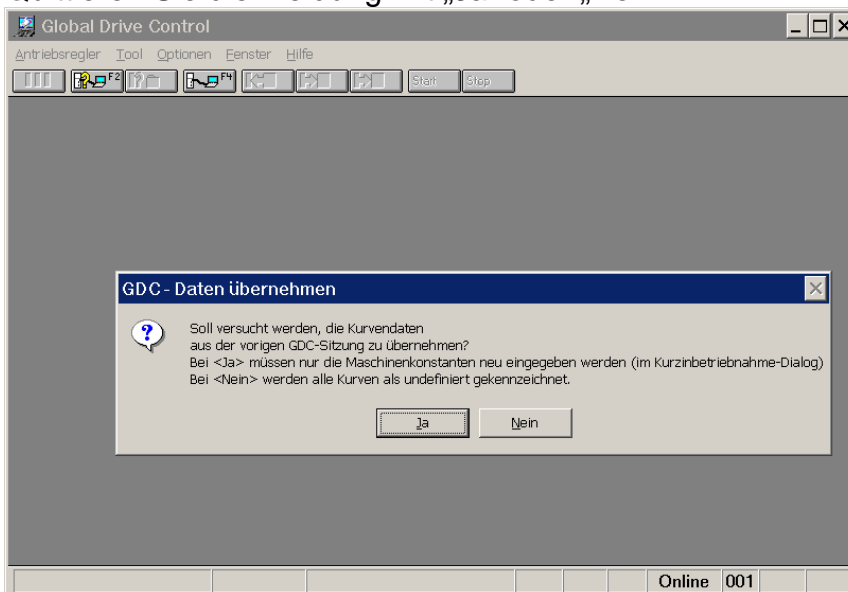 Global Drive Control
Antriebsregler Tool Optionen Fenster Hilfe
F2 F4 Start Stop
GDC - Daten übernehmen
Soll versucht werden, die Kurvendaten
aus der vorigen GDC-Sitzung zu übernehmen?
Bei <Ja> müssen nur die Maschinenkonstanten neu eingegeben werden (im Kurzinbetriebnahme-Dialog)
Bei <Nein> werden alle Kurven als undefiniert gekennzeichnet.
Ja Nein
Online 001